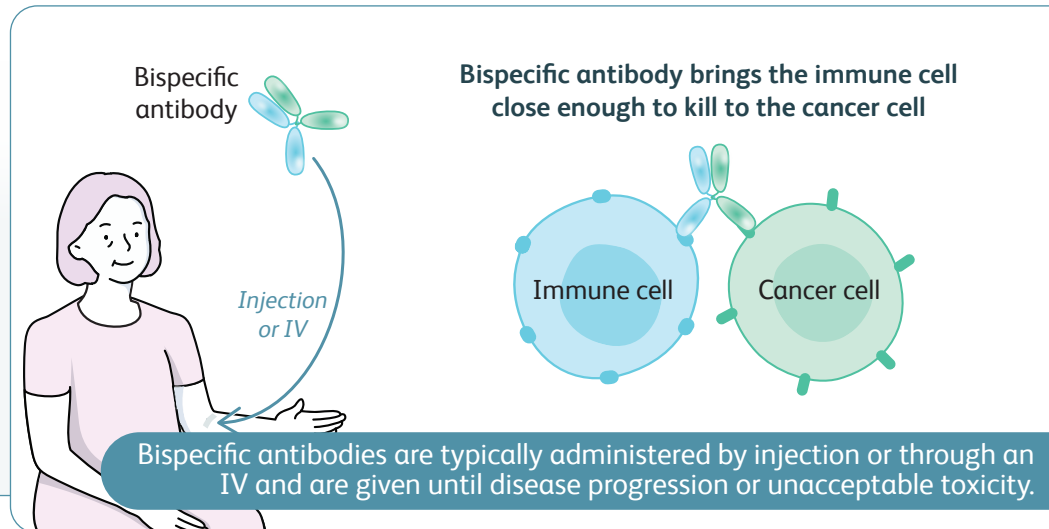 Bispecific
antibody
Bispecific antibody brings the immune cell
close enough to kill to the cancer cell
Injection
or IV
Immune cell
Cancer cell
Bispecific antibodies are typically administered by injection or through an
IV and are given until disease progression or unacceptable toxicity.